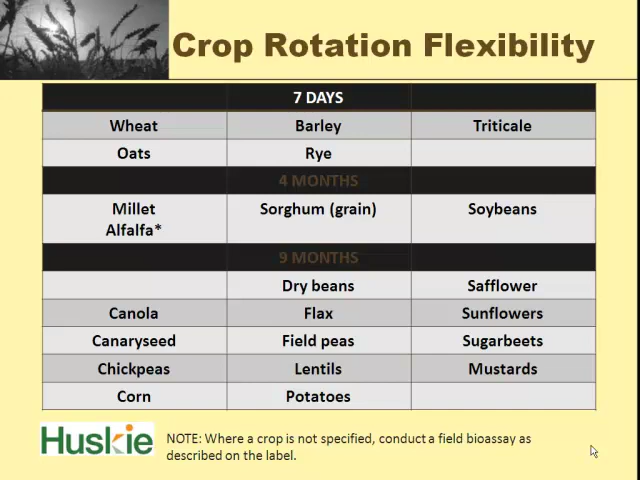 Crop Rotation Flexibility
7 DAYS
Wheat Barley Triticale
Oats Rye
4 MONTHS
Millet Sorghum (grain) Soybeans
Alfalfa*
9 MONTHS
Dry beans Safflower
Canola Flax Sunflowers
Canaryseed Field peas Sugarbeets
Chickpeas Lentils Mustards
Corn Potatoes
Huskie
NOTE: Where a crop is not specified, conduct a field bioassay as
described on the label.